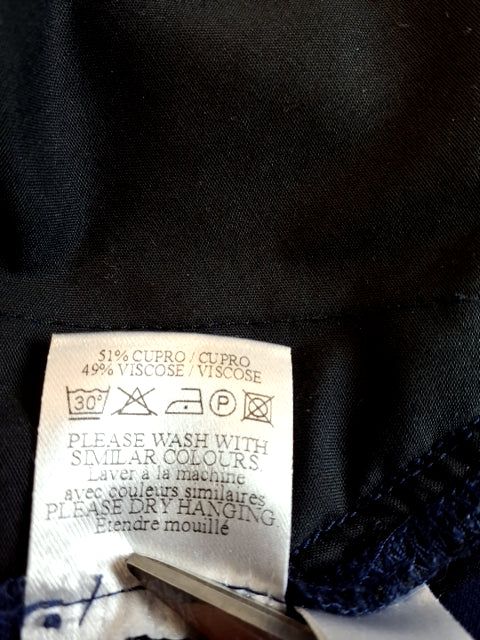 51% CUPRO / CUPRO
49% VISCOSE / VISCOSE
30° P
PLEASE WASH WITH
SIMILAR COLOURS.
Laver à la machine
avec couleurs similaires
PLEASE DRY HANGING.
Etendre mouillé